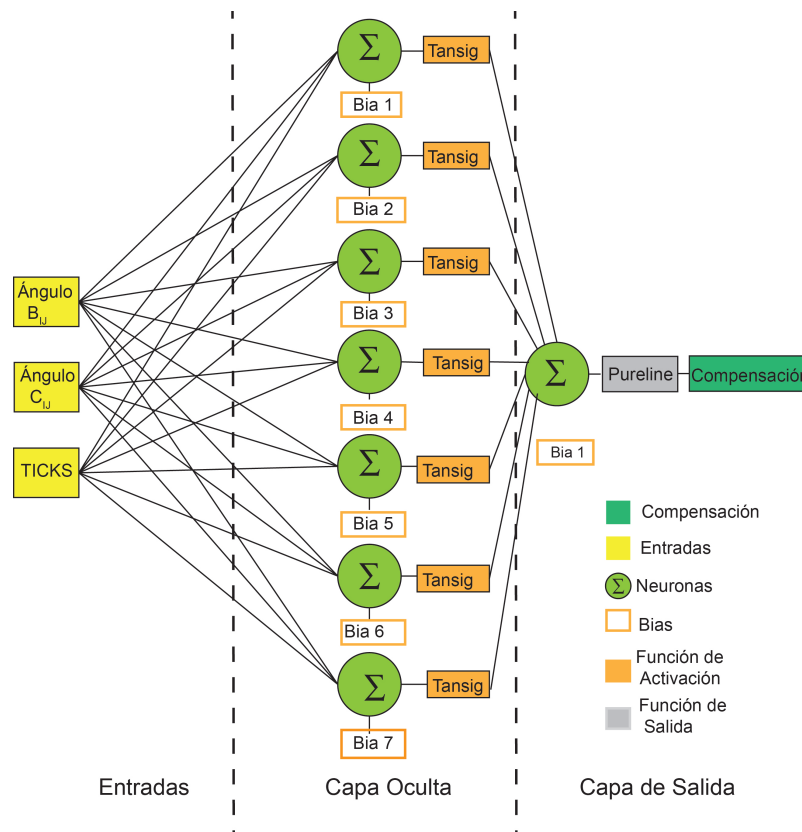 Σ
Tansig
Bia 1
Σ
Tansig
Bia 2
Σ
Tansig
Bia 3
Σ
Tansig
Bia 4
Σ
Tansig
Bia 5
Σ
Tansig
Bia 6
Σ
Tansig
Bia 7
Ángulo
B_IJ
Ángulo
C_IJ
TICKS
Σ
Pureline
Compensación
Bia 1
Compensación
Entradas
Σ Neuronas
Bias
Función de
Activación
Función de
Salida
Entradas
Capa Oculta
Capa de Salida